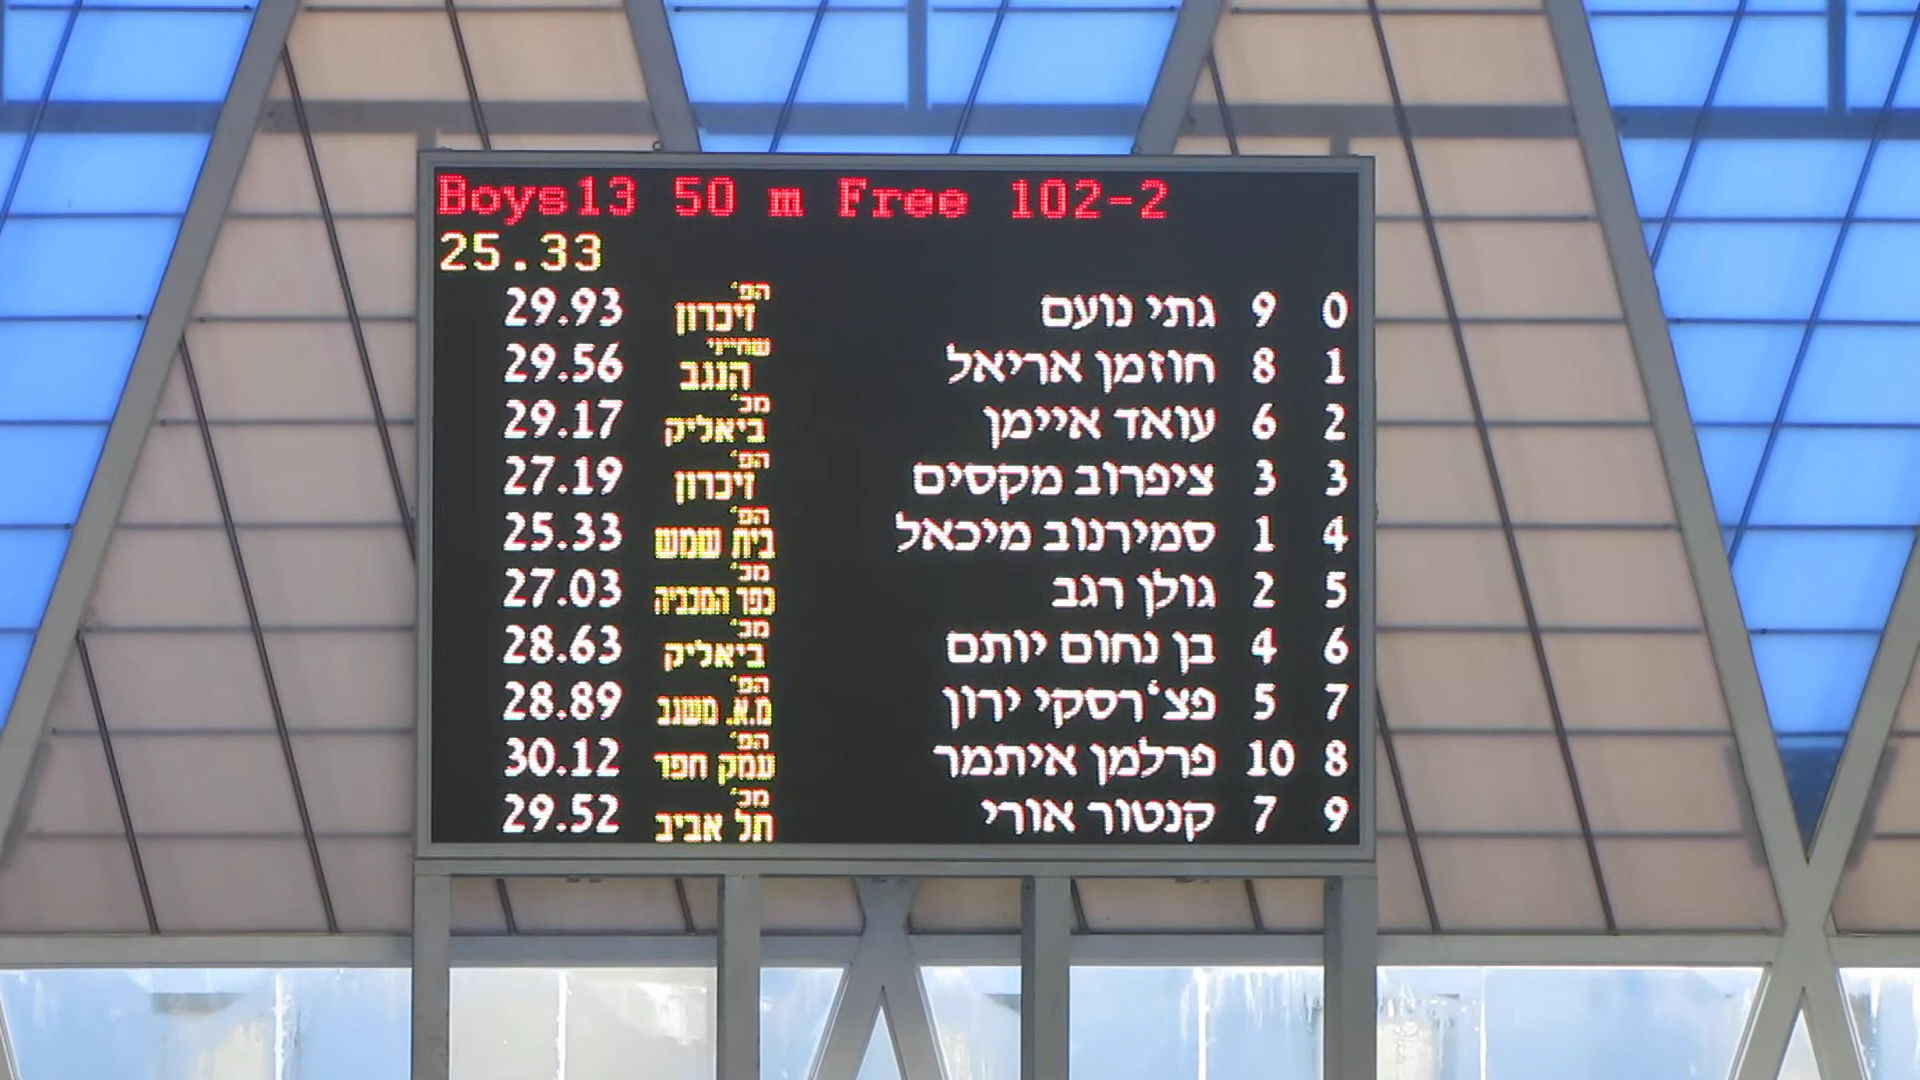 Boys13 50 m Free 102-2
25.33
0 9 גתי נועם הפ' זיכרון 29.93
1 8 חוזמן אריאל שחייני הנגב 29.56
2 6 עואד איימן מכ' ביאליק 29.17
3 3 ציפרוב מקסים הפ' זיכרון 27.19
4 1 סמירנוב מיכאל הפ' בית שמש 25.33
5 2 גולן רגב מכ' כפר המכביה 27.03
6 4 בן נחום יותם מכ' ביאליק 28.63
7 5 פצ'רסקי ירון הפ' מ.א. משגב 28.89
8 10 פרלמן איתמר הפ' עמק חפר 30.12
9 7 קנטור אורי מכ' תל אביב 29.52